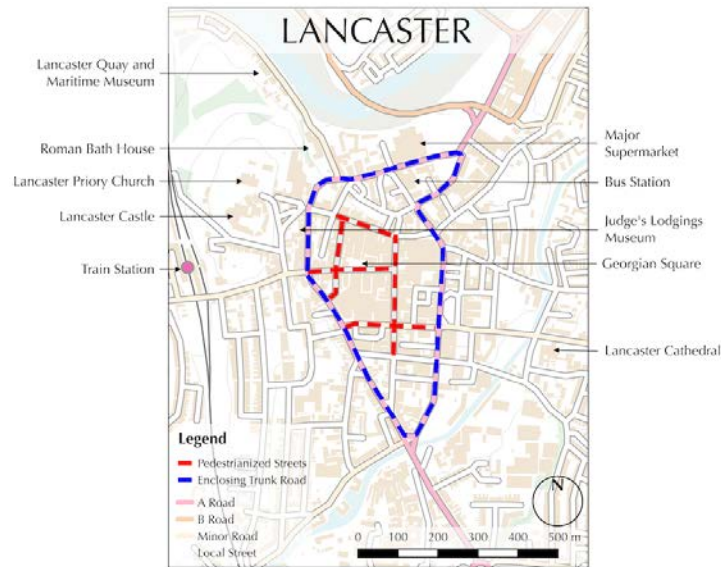 LANCASTER
Lancaster Quay and
Maritime Museum
Roman Bath House
Lancaster Priory Church
Lancaster Castle
Train Station
Major
Supermarket
Bus Station
Judge's Lodgings
Museum
Georgian Square
Lancaster Cathedral
Legend
Pedestrianized Streets
Enclosing Trunk Road
A Road
B Road
Minor Road
Local Street
N
0 100 200 300 400 500 m